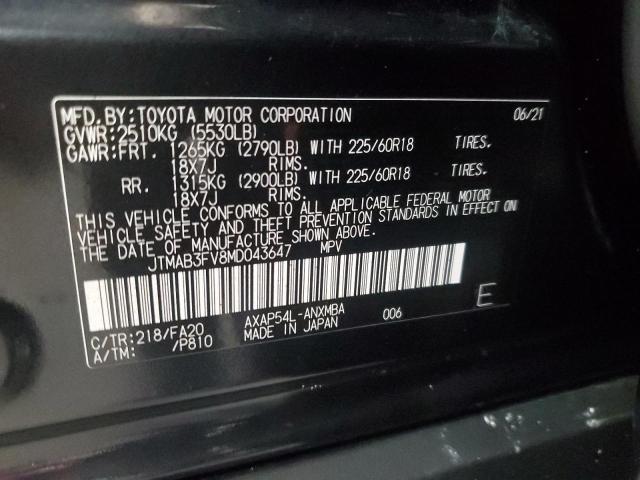 MFD.BY:TOYOTA MOTOR CORPORATION 06/21
GVWR:2510KG (5530LB)
GAWR:FRT. 1265KG (2790LB) WITH 225/60R18 TIRES.
18X7J RIMS.
RR. 1315KG (2900LB) WITH 225/60R18 TIRES.
18X7J RIMS.
THIS VEHICLE CONFORMS TO ALL APPLICABLE FEDERAL MOTOR
VEHICLE SAFETY AND THEFT PREVENTION STANDARDS IN EFFECT ON
THE DATE OF MANUFACTURE SHOWN ABOVE.
JTMAB3FV8MD043647 MPV
C/TR:218/FA20 AXAP54L-ANXMBA 006 E
A/TM: /P810 MADE IN JAPAN